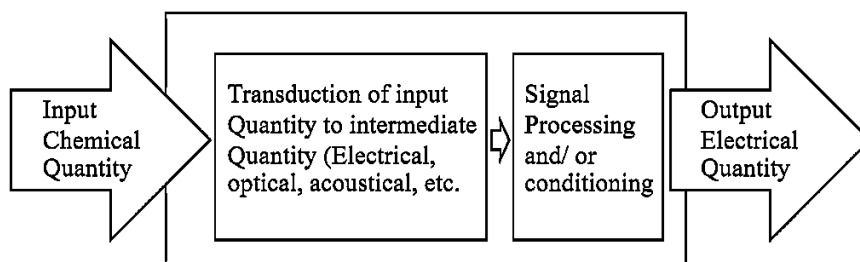 Input
Chemical
Quantity
Transduction of input
Quantity to intermediate
Quantity (Electrical,
optical, acoustical, etc.
Signal
Processing
and/ or
conditioning
Output
Electrical
Quantity